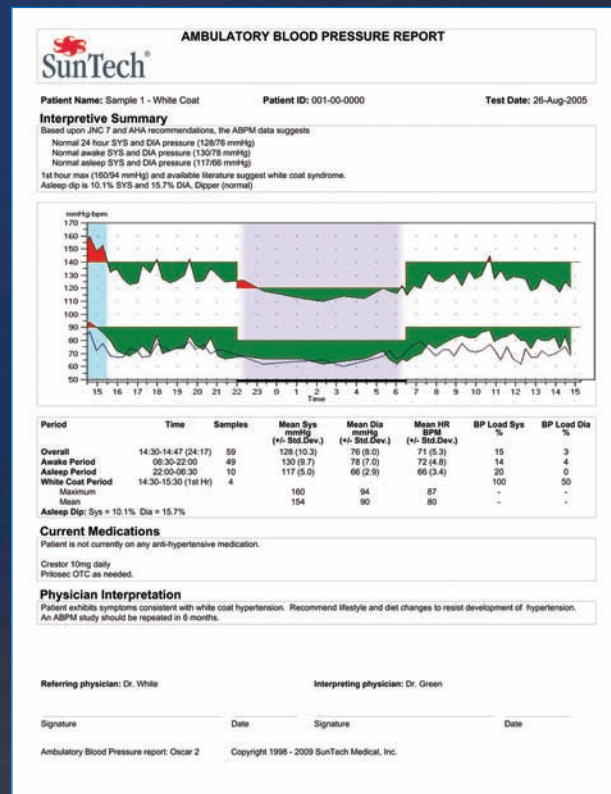 SunTech®
AMBULATORY BLOOD PRESSURE REPORT
Patient Name: Sample 1 - White Coat Patient ID: 001-00-0000 Test Date: 26-Aug-2005
Interpretive Summary
Based upon JNC 7 and AHA recommendations, the ABPM data suggests
Normal 24 hour SYS and DIA pressure (128/76 mmHg)
Normal awake SYS and DIA pressure (130/78 mmHg)
Normal asleep SYS and DIA pressure (117/66 mmHg)
1st hour max (160/94 mmHg) and available literature suggest white coat syndrome.
Asleep dip is 10.1% SYS and 15.7% DIA, Dipper (normal)
mmHg-bpm
170
160
150
140
130
120
110
100
90
80
70
60
50
15 16 17 18 19 20 21 22 23 0 1 2 3 4 5 6 7 8 9 10 11 12 13 14 15
Time
Period Time Samples Mean Sys Mean Dia Mean HR BP Load Sys BP Load Dia
mmHg mmHg BPM % %
(+/- Std.Dev.) (+/- Std.Dev.) (+/- Std.Dev.)
Overall 14:30-14:47 (24:17) 59 128 (10.3) 76 (8.0) 71 (5.3) 15 3
Awake Period 06:30-22:00 49 130 (9.7) 78 (7.0) 72 (4.8) 14 4
Asleep Period 22:00-06:30 10 117 (5.0) 66 (2.9) 66 (3.4) 20 0
White Coat Period 14:30-15:30 (1st Hr) 4 100 50
Maximum 160 94 87 - -
Mean 154 90 80 - -
Asleep Dip: Sys = 10.1% Dia = 15.7%
Current Medications
Patient is not currently on any anti-hypertensive medication.
Crestor 10mg daily
Prilosec OTC as needed.
Physician Interpretation
Patient exhibits symptoms consistent with white coat hypertension. Recommend lifestyle and diet changes to resist development of hypertension.
An ABPM study should be repeated in 6 months.
Referring physician: Dr. White Interpreting physician: Dr. Green
Signature Date Signature Date
Ambulatory Blood Pressure report: Oscar 2 Copyright 1998 - 2009 SunTech Medical, Inc.